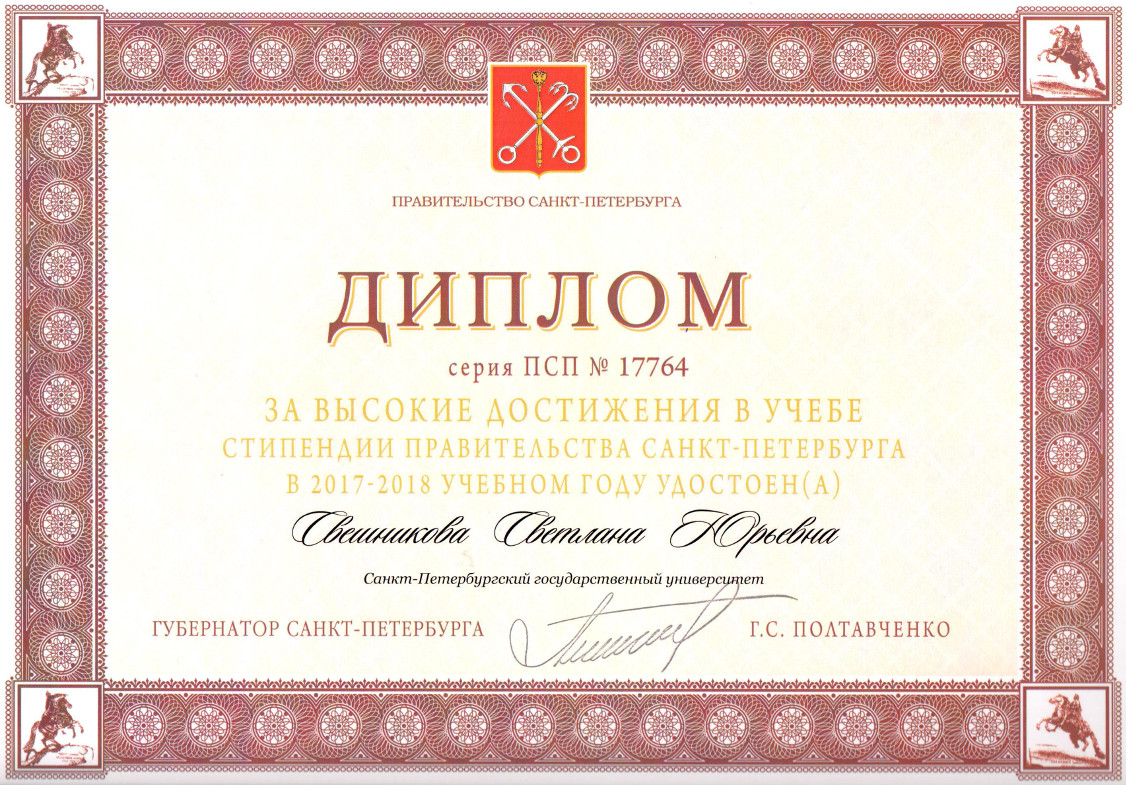 ПРАВИТЕЛЬСТВО САНКТ-ПЕТЕРБУРГА
ДИПЛОМ
серия ПСП № 17764
ЗА ВЫСОКИЕ ДОСТИЖЕНИЯ В УЧЕБЕ
СТИПЕНДИИ ПРАВИТЕЛЬСТВА САНКТ-ПЕТЕРБУРГА
В 2017-2018 УЧЕБНОМ ГОДУ УДОСТОЕН(А)
Свешникова Светлана Юрьевна
Санкт-Петербургский государственный университет
ГУБЕРНАТОР САНКТ-ПЕТЕРБУРГА Г.С. ПОЛТАВЧЕНКО